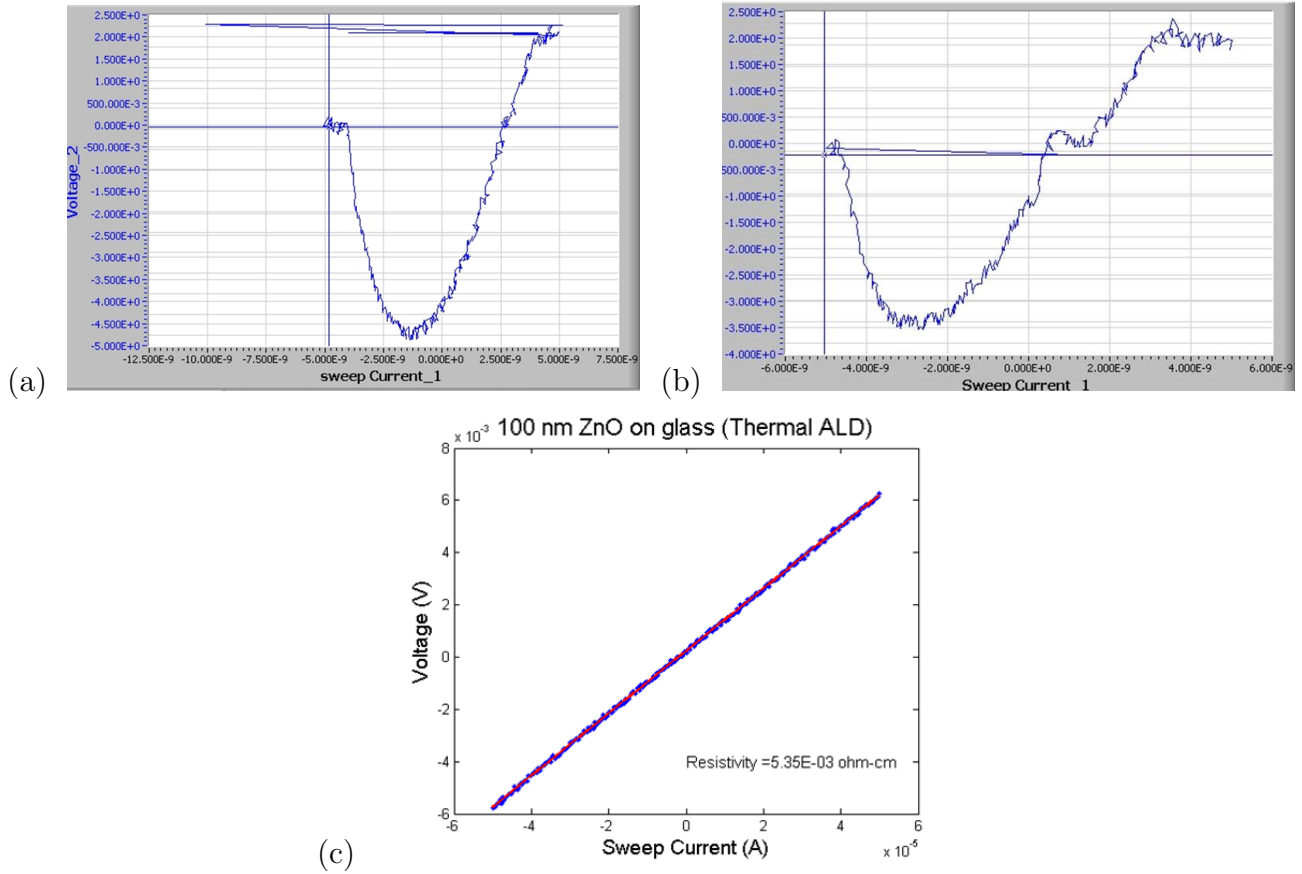 2.500E+0
2.000E+0
1.500E+0
1.000E+0
500.000E-3
0.000E+0
-500.000E-3
-1.000E+0
-1.500E+0
-2.000E+0
-2.500E+0
-3.000E+0
-3.500E+0
-4.000E+0
-4.500E+0
-5.000E+0
Voltage_2
-12.500E-9 -10.000E-9 -7.500E-9 -5.000E-9 -2.500E-9 0.000E+0 2.500E-9 5.000E-9 7.500E-9
sweep Current_1
(a)
2.500E+0
2.000E+0
1.500E+0
1.000E+0
500.000E-3
0.000E+0
500.000E-3
-1.000E+0
-1.500E+0
-2.000E+0
-2.500E+0
-3.000E+0
-3.500E+0
-4.000E+0
-6.000E-9 -4.000E-9 -2.000E-9 0.000E+0 2.000E-9 4.000E-9 6.000E-9
Sweep Current_1
(b)
x 10⁻³ 100 nm ZnO on glass (Thermal ALD)
8
6
4
2
0
-2
-4
-6
Voltage (V)
Resistivity =5.35E-03 ohm-cm
-6 -4 -2 0 2 4 6
Sweep Current (A) x 10⁻⁵
(c)